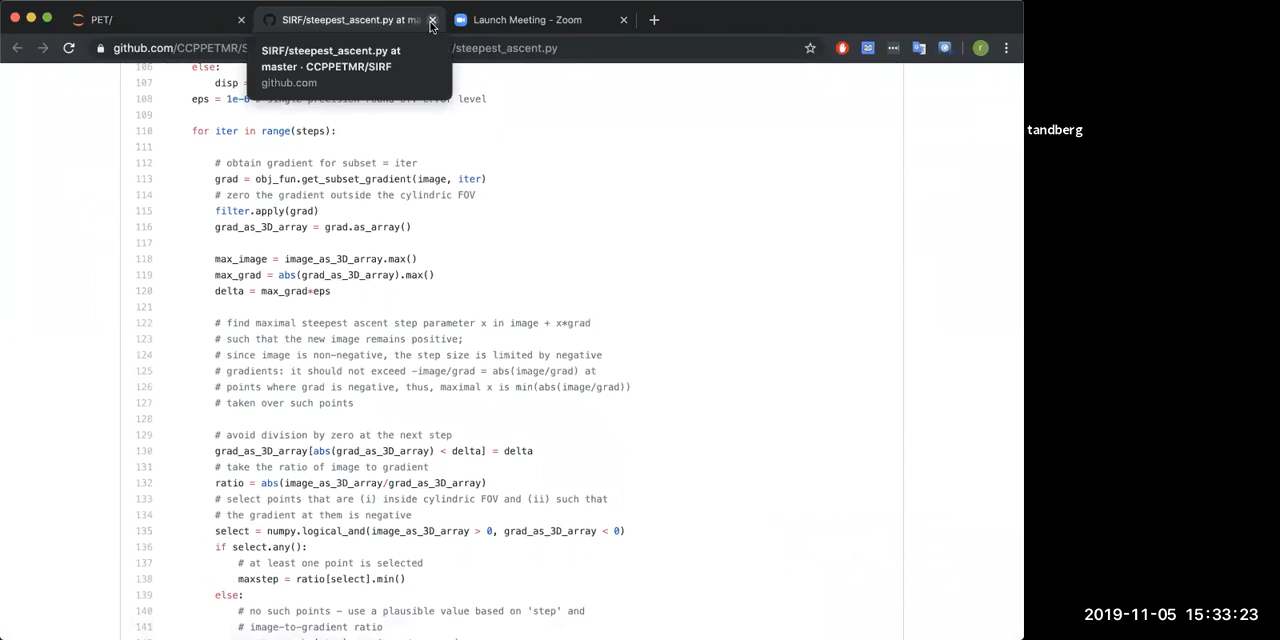 PET/
SIRF/steepest_ascent.py at ma
Launch Meeting - Zoom
github.com/CCPPETMR/S
/steepest_ascent.py
r
SIRF/steepest_ascent.py at
master · CCPPETMR/SIRF
github.com
106 else:
107 disp =
108 eps = 1e-6 # single precision round-off error level
109
110 for iter in range(steps):
111
112 # obtain gradient for subset = iter
113 grad = obj_fun.get_subset_gradient(image, iter)
114 # zero the gradient outside the cylindric FOV
115 filter.apply(grad)
116 grad_as_3D_array = grad.as_array()
117
118 max_image = image_as_3D_array.max()
119 max_grad = abs(grad_as_3D_array).max()
120 delta = max_grad*eps
121
122 # find maximal steepest ascent step parameter x in image + x*grad
123 # such that the new image remains positive;
124 # since image is non-negative, the step size is limited by negative
125 # gradients: it should not exceed -image/grad = abs(image/grad) at
126 # points where grad is negative, thus, maximal x is min(abs(image/grad))
127 # taken over such points
128
129 # avoid division by zero at the next step
130 grad_as_3D_array[abs(grad_as_3D_array) < delta] = delta
131 # take the ratio of image to gradient
132 ratio = abs(image_as_3D_array/grad_as_3D_array)
133 # select points that are (i) inside cylindric FOV and (ii) such that
134 # the gradient at them is negative
135 select = numpy.logical_and(image_as_3D_array > 0, grad_as_3D_array < 0)
136 if select.any():
137 # at least one point is selected
138 maxstep = ratio[select].min()
139 else:
140 # no such points - use a plausible value based on 'step' and
141 # image-to-gradient ratio
tandberg
2019-11-05 15:33:23